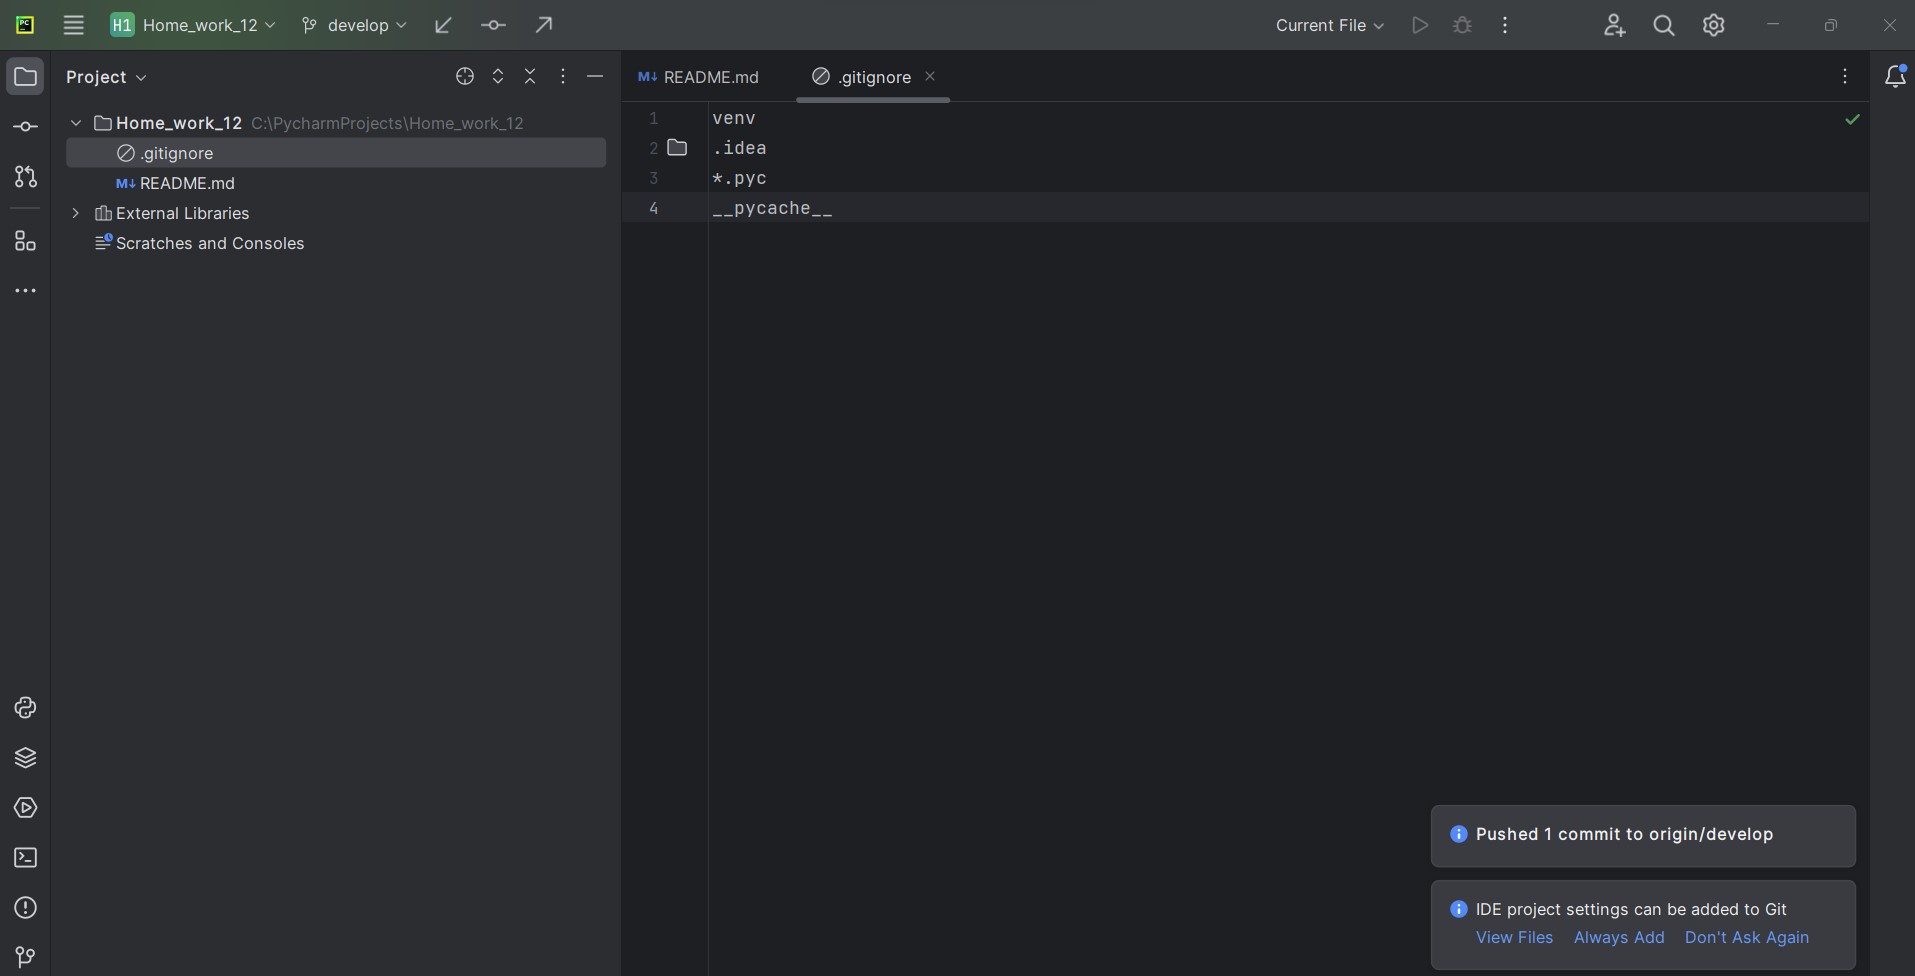 PC
H1 Home_work_12 develop Current File
Project
Home_work_12 C:\PycharmProjects\Home_work_12
.gitignore
M↓ README.md
External Libraries
Scratches and Consoles
M↓ README.md .gitignore
1 venv
2 .idea
3 *.pyc
4 __pycache__
Pushed 1 commit to origin/develop
IDE project settings can be added to Git
View Files Always Add Don't Ask Again